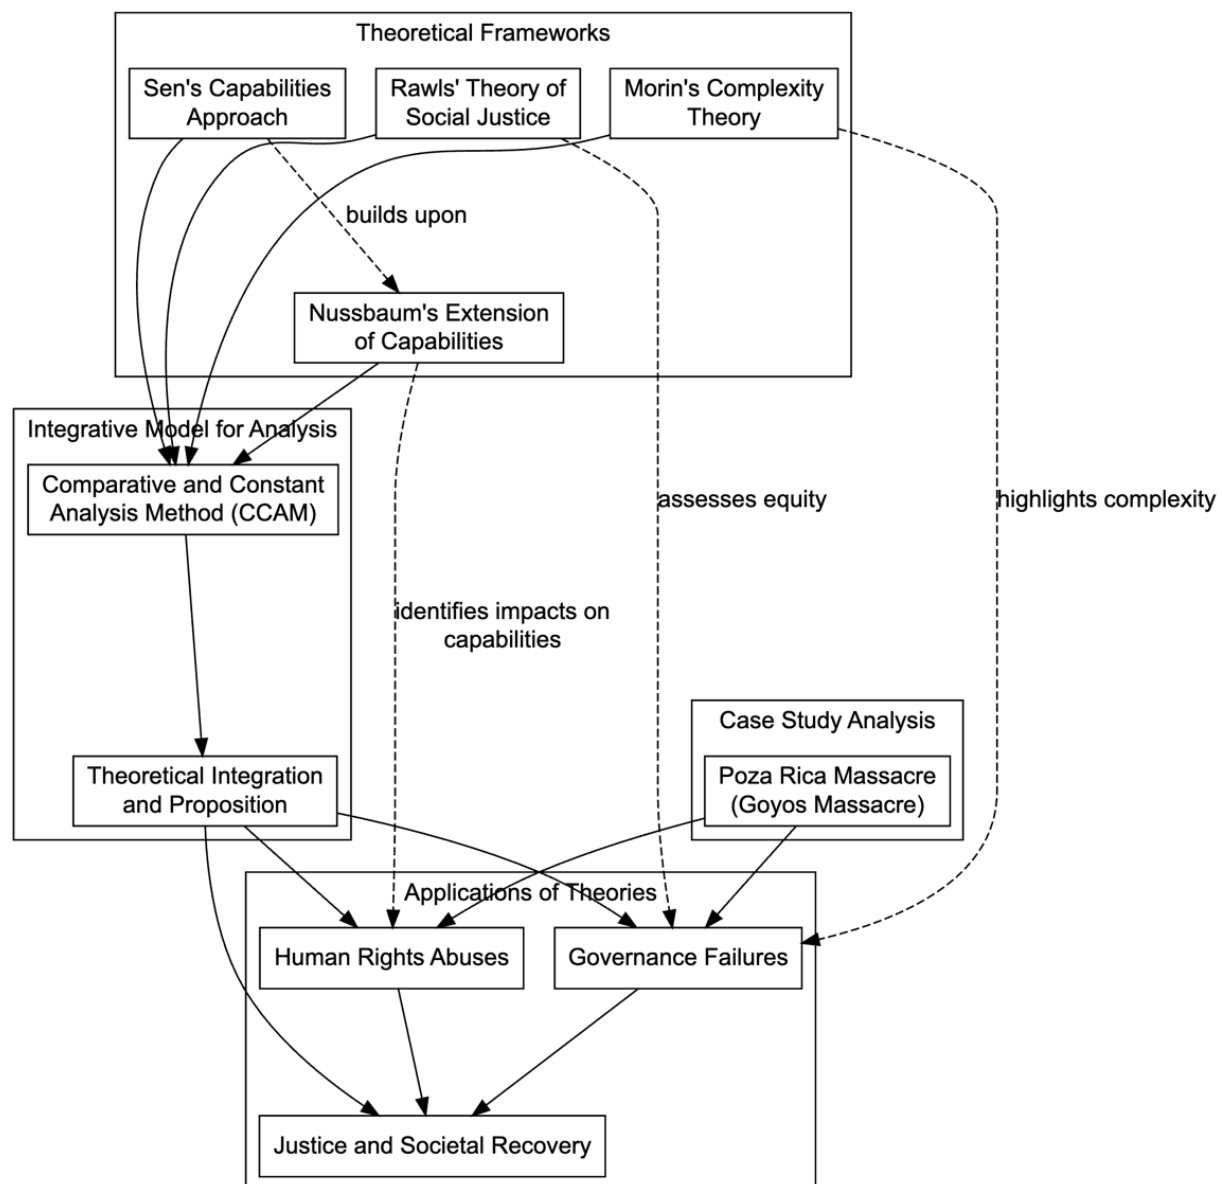 Theoretical Frameworks
Sen's Capabilities
Approach
Rawls' Theory of
Social Justice
Morin's Complexity
Theory
builds upon
Nussbaum's Extension
of Capabilities
Integrative Model for Analysis
Comparative and Constant
Analysis Method (CCAM)
assesses equity
highlights complexity
identifies impacts on
capabilities
Case Study Analysis
Theoretical Integration
and Proposition
Poza Rica Massacre
(Goyos Massacre)
Applications of Theories
Human Rights Abuses
Governance Failures
Justice and Societal Recovery